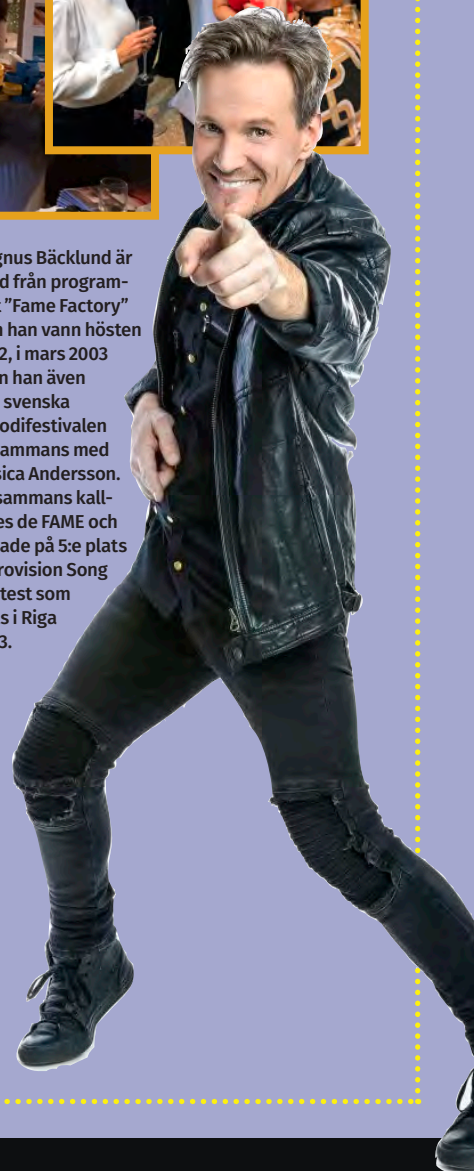 gnus Bäcklund är
d från program-
t ”Fame Factory”
n han vann hösten
2, i mars 2003
n han även
svenska
odifestivalen
ammans med
sica Andersson.
sammans kall-
es de FAME och
ade på 5:e plats
rovision Song
test som
s i Riga
3.